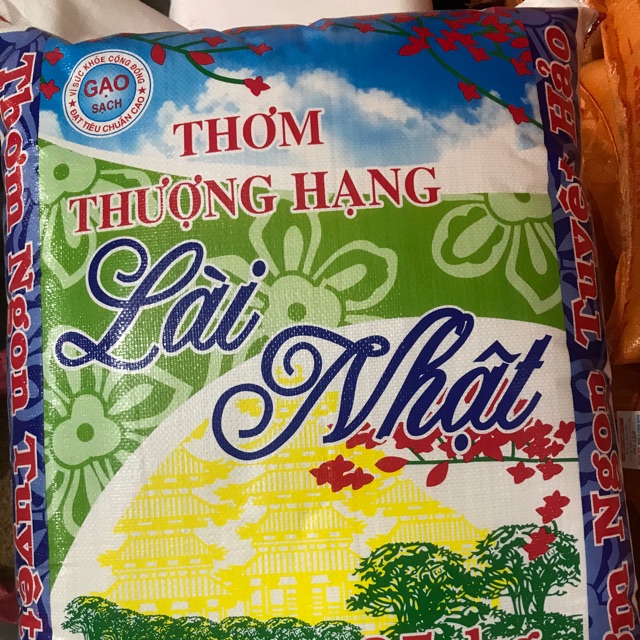 VÌ SỨC KHỎE CỘNG ĐỒNG
GẠO
SẠCH
ĐẠT TIÊU CHUẨN CAO
THƠM
THƯỢNG HẠNG
Lài
Nhật
Thơm Ngon Tuyệt
Ngon Tuyệt Hảo